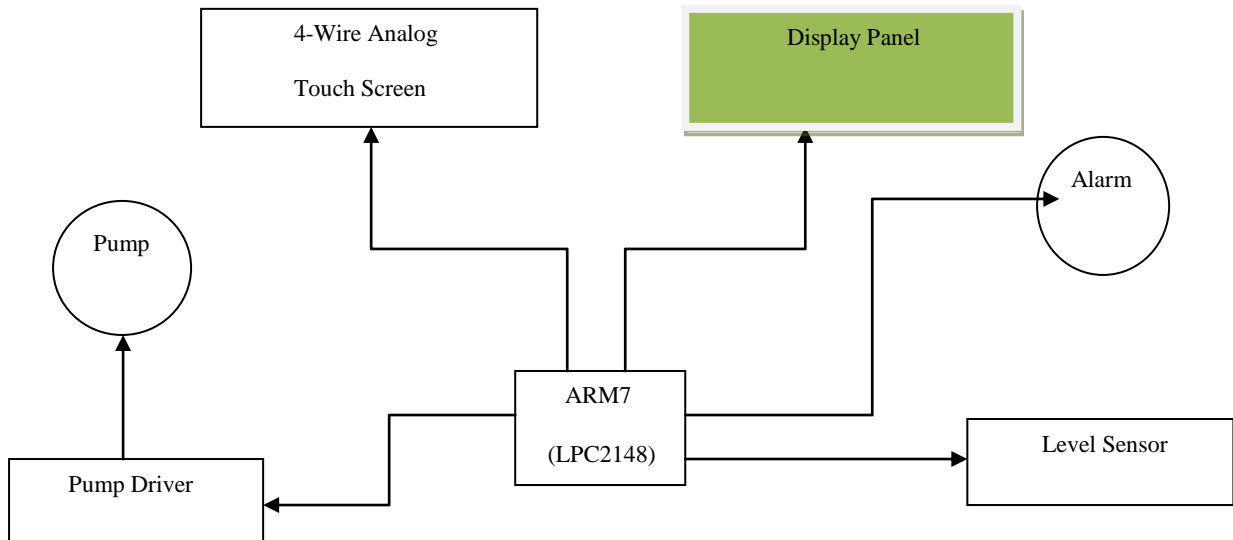 4-Wire Analog
Touch Screen
Display Panel
Alarm
Pump
ARM7
(LPC2148)
Level Sensor
Pump Driver